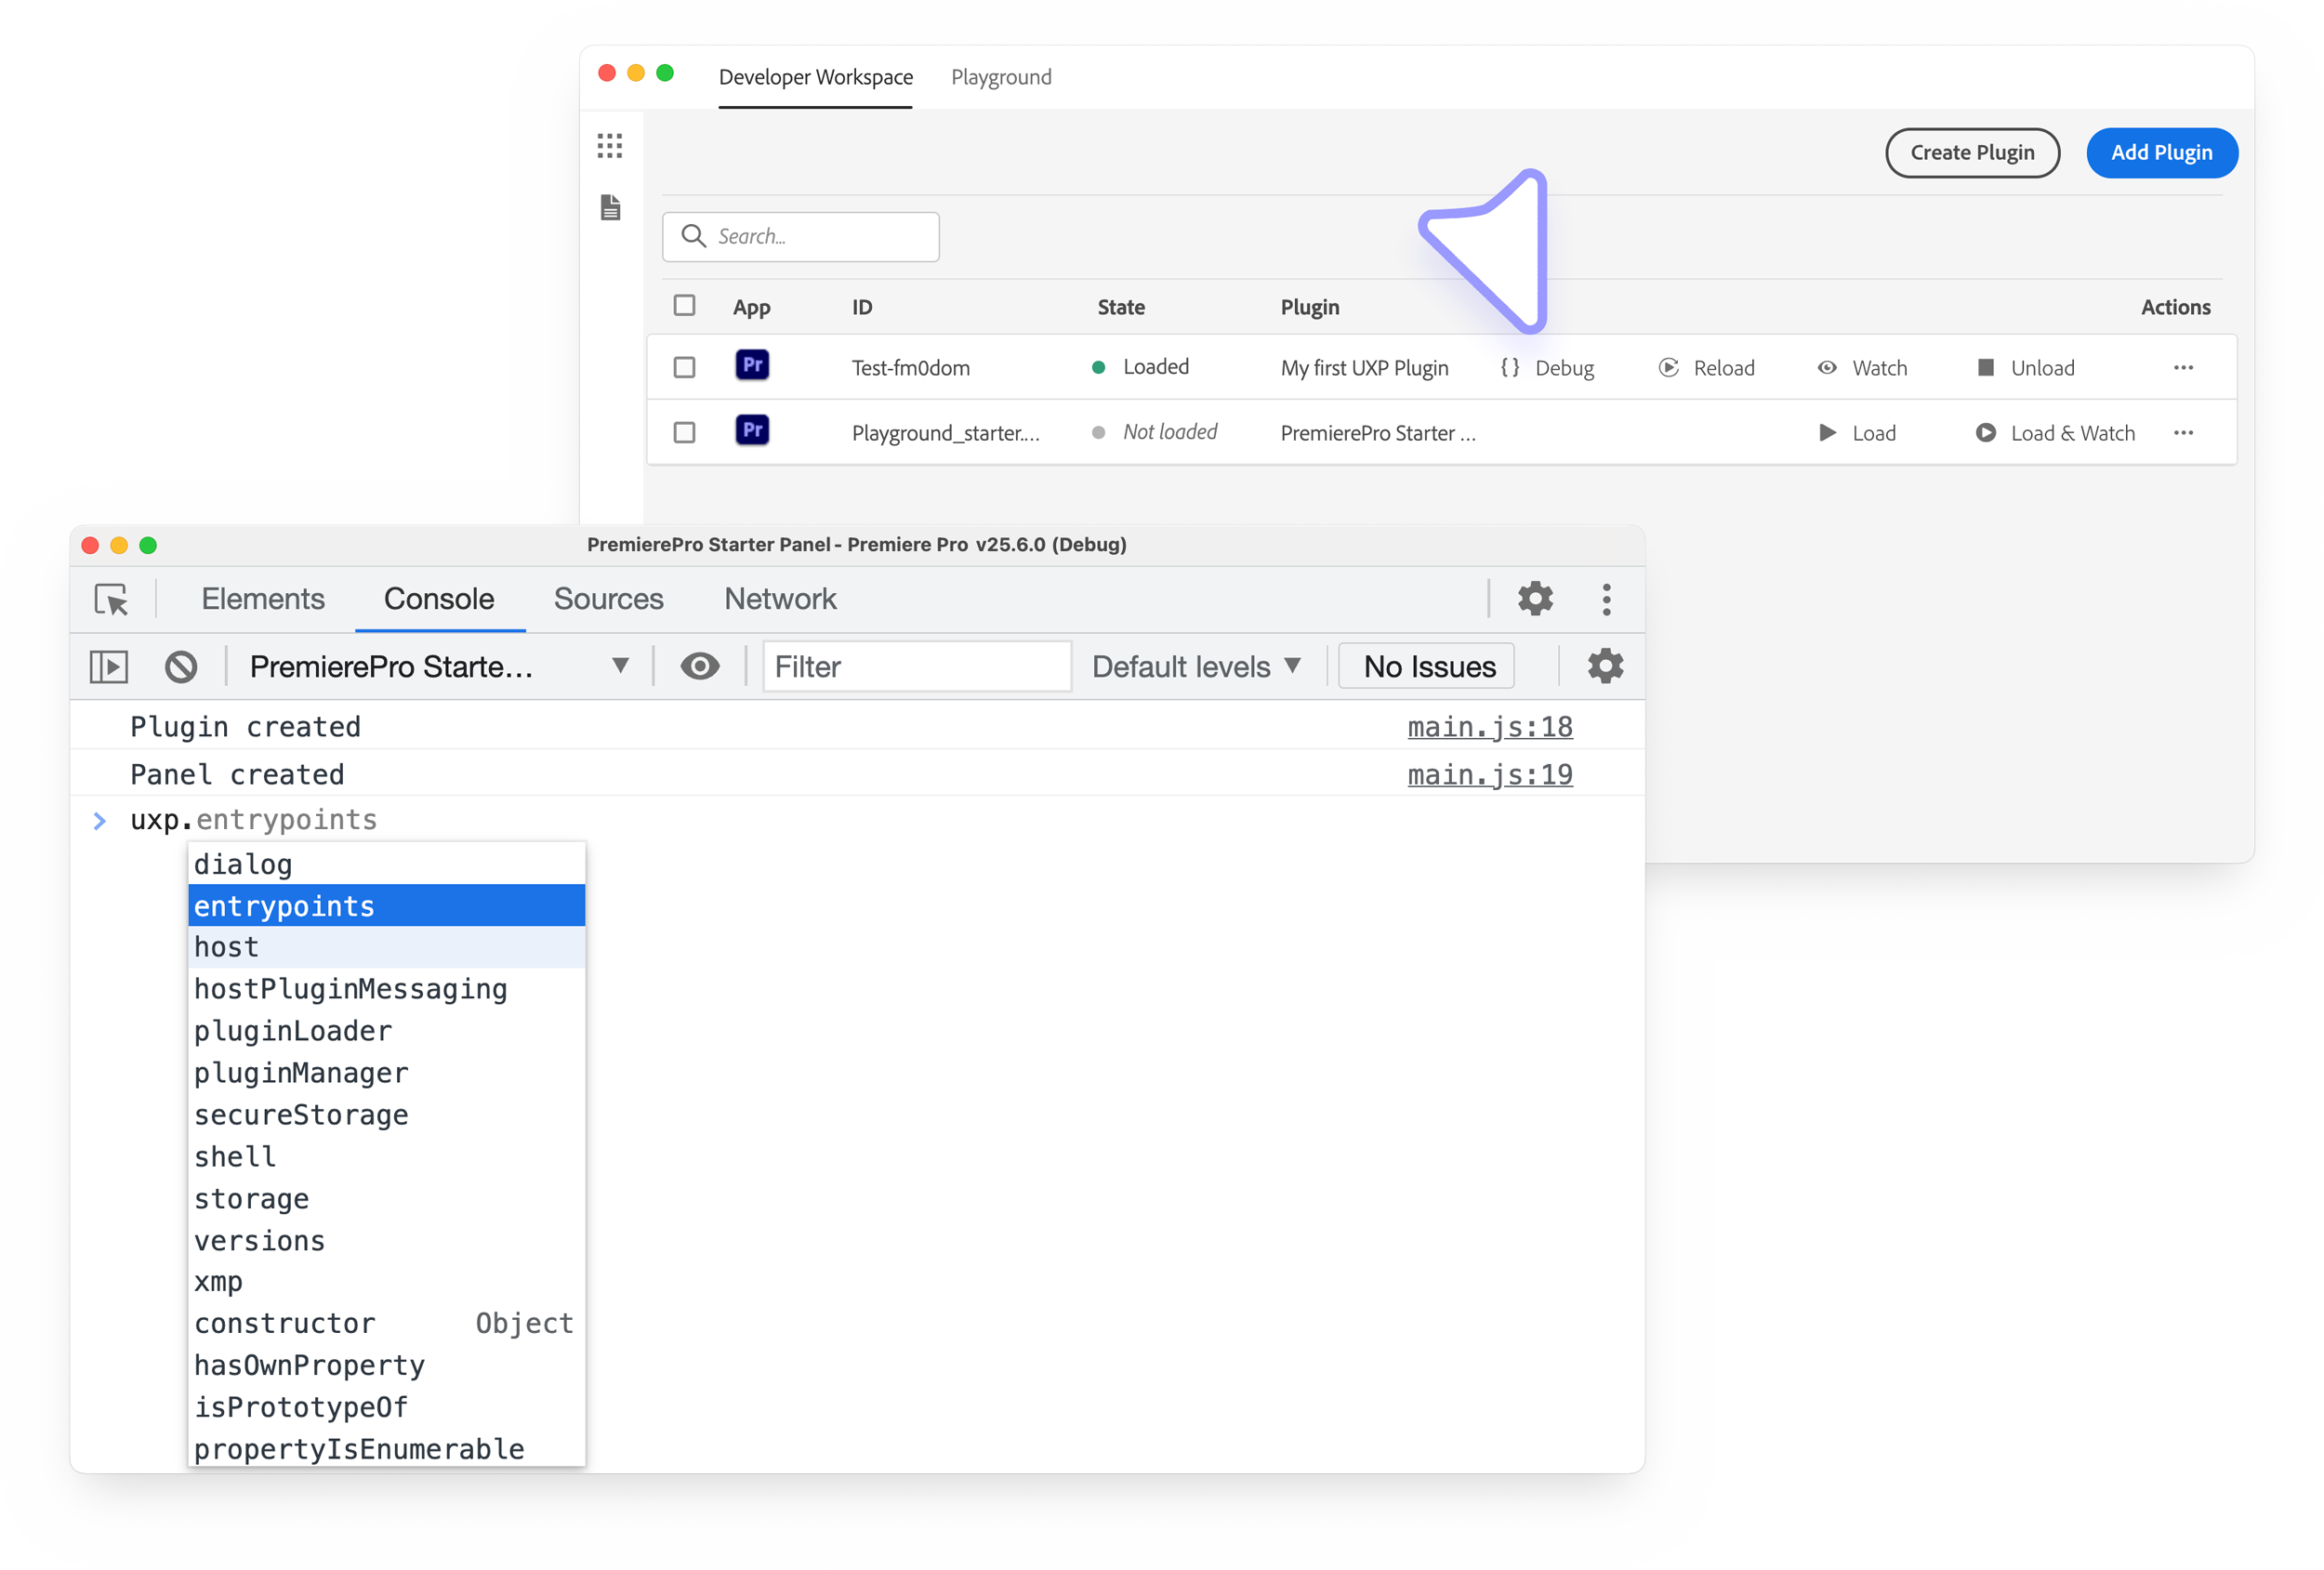 Developer Workspace Playground
Create Plugin Add Plugin
Search...
App ID State Plugin Actions
Pr Test-fm0dom Loaded My first UXP Plugin {} Debug Reload Watch Unload ...
Pr Playground_starter.... Not loaded PremierePro Starter ... Load Load & Watch ...
PremierePro Starter Panel - Premiere Pro v25.6.0 (Debug)
Elements Console Sources Network
PremierePro Starte... Filter Default levels No Issues
Plugin created main.js:18
Panel created main.js:19
> uxp.entrypoints
dialog
entrypoints
host
hostPluginMessaging
pluginLoader
pluginManager
secureStorage
shell
storage
versions
xmp
constructor Object
hasOwnProperty
isPrototypeOf
propertyIsEnumerable